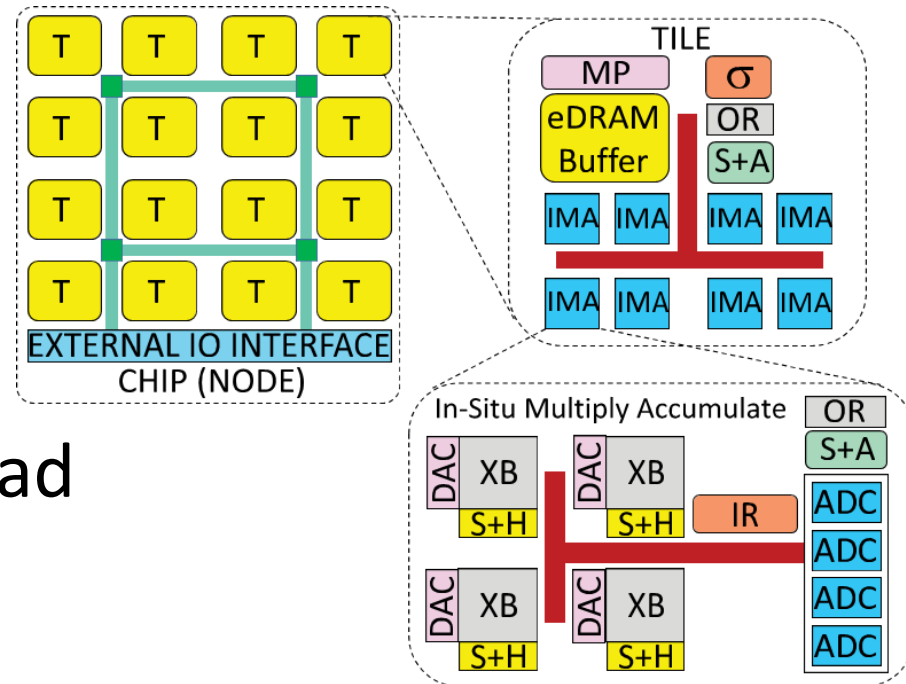 T T T T
T T T T
T T T T
T T T T
EXTERNAL IO INTERFACE
CHIP (NODE)
TILE
MP
σ
eDRAM
Buffer
OR
S+A
IMA IMA IMA IMA
IMA IMA IMA IMA
ad
In-Situ Multiply Accumulate
OR
S+A
DAC XB S+H
DAC XB S+H
IR
DAC XB S+H
DAC XB S+H
ADC
ADC
ADC
ADC